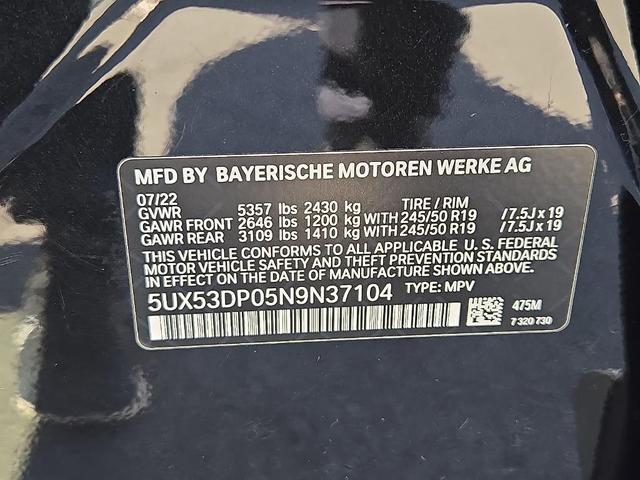 MFD BY BAYERISCHE MOTOREN WERKE AG
07/22 TIRE / RIM
GVWR 5357 lbs 2430 kg
GAWR FRONT 2646 lbs 1200 kg WITH 245/50 R19 / 7.5J x 19
GAWR REAR 3109 lbs 1410 kg WITH 245/50 R19 / 7.5J x 19
THIS VEHICLE CONFORMS TO ALL APPLICABLE U. S. FEDERAL
MOTOR VEHICLE SAFETY AND THEFT PREVENTION STANDARDS
IN EFFECT ON THE DATE OF MANUFACTURE SHOWN ABOVE.
5UX53DP05N9N37104 TYPE: MPV
475M
7 320 730